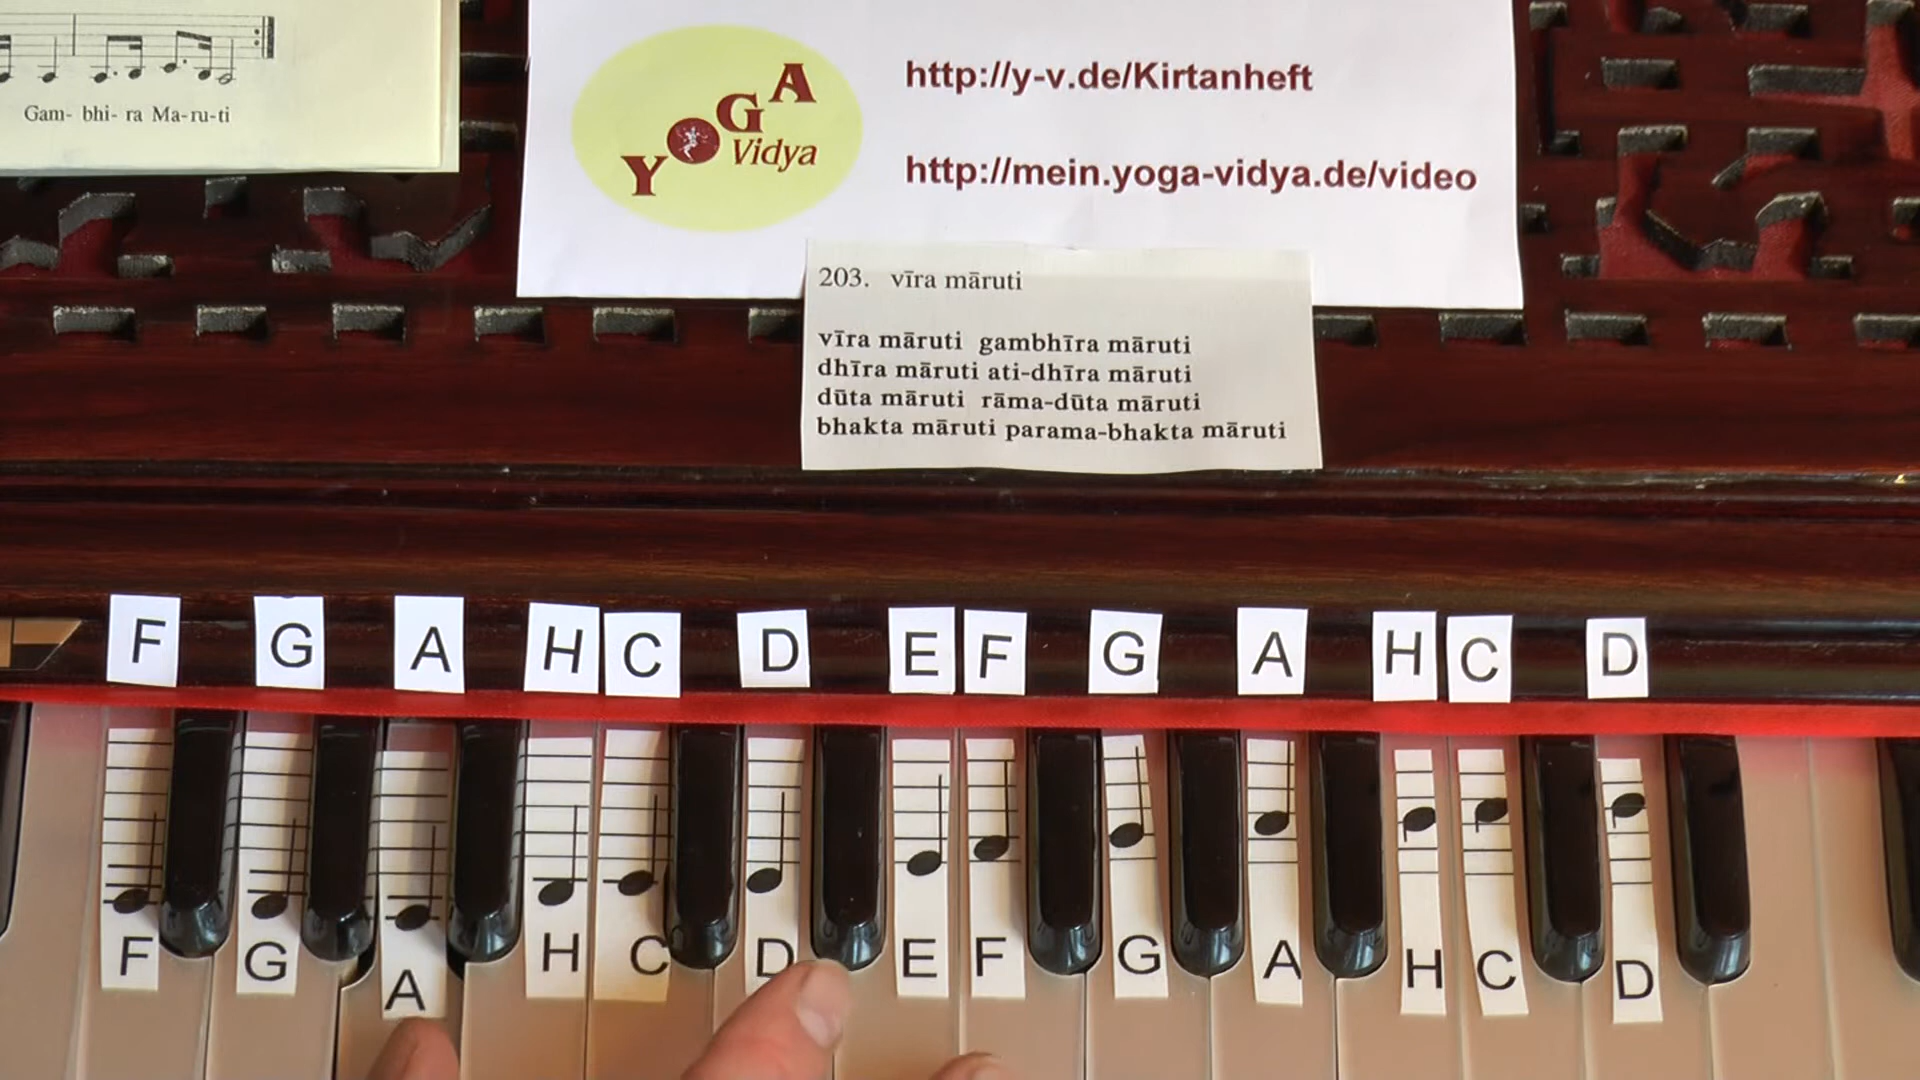 Gam- bhi- ra Ma-ru-ti
YOGA
Vidya
http://y-v.de/Kirtanheft
http://mein.yoga-vidya.de/video
203. vīra māruti
vīra māruti gambhīra māruti
dhīra māruti ati-dhīra māruti
dūta māruti rāma-dūta māruti
bhakta māruti parama-bhakta māruti
F G A H C D E F G A H C D
F G A H C D E F G A H C D